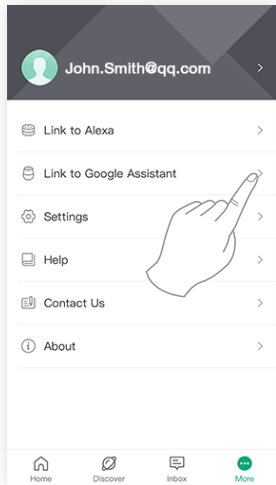 John.Smith@qq.com
Link to Alexa
Link to Google Assistant
Settings
Help
Contact Us
About
Home Discover Inbox More